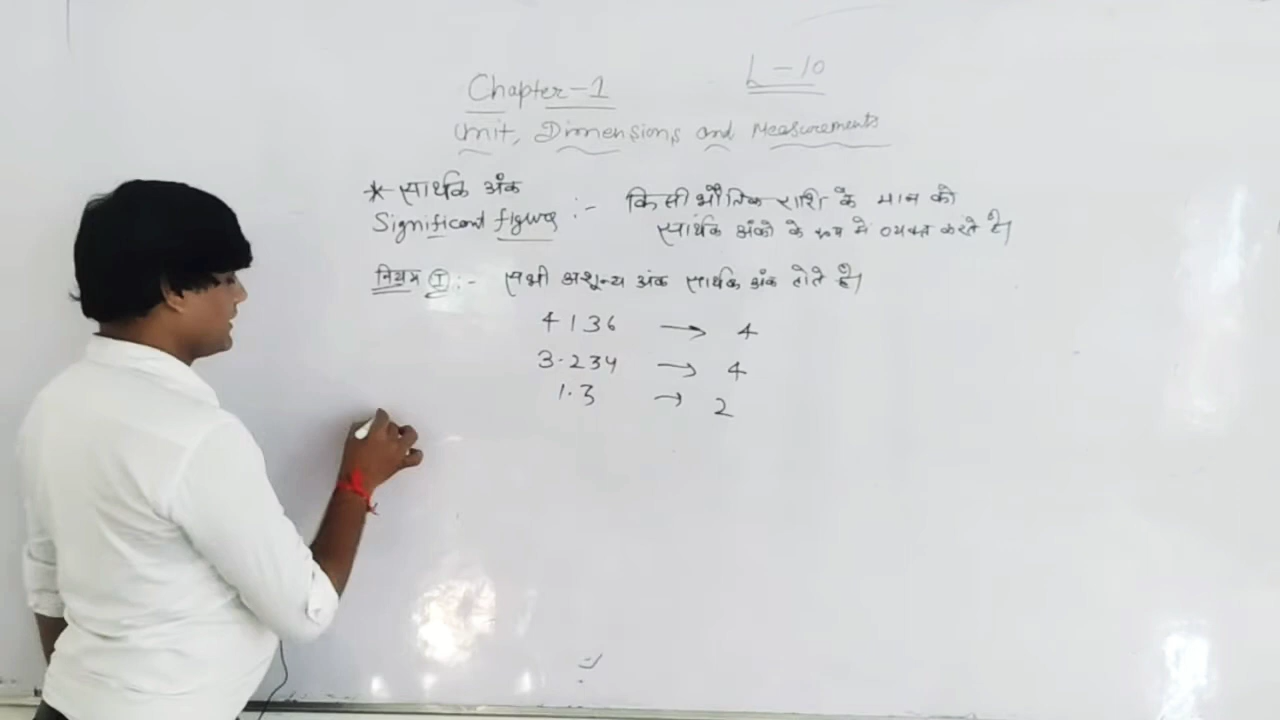 L-10
Chapter-1
Unit, Dimensions and Measurements
* सार्थक अंक
Significant figure :- किसी भौतिक राशि के मान को
सार्थक अंको के रूप में व्यक्त करते है।
नियम (I) :- सभी अशून्य अंक सार्थक अंक होते है।
4136 → 4
3.234 → 4
1.3 → 2